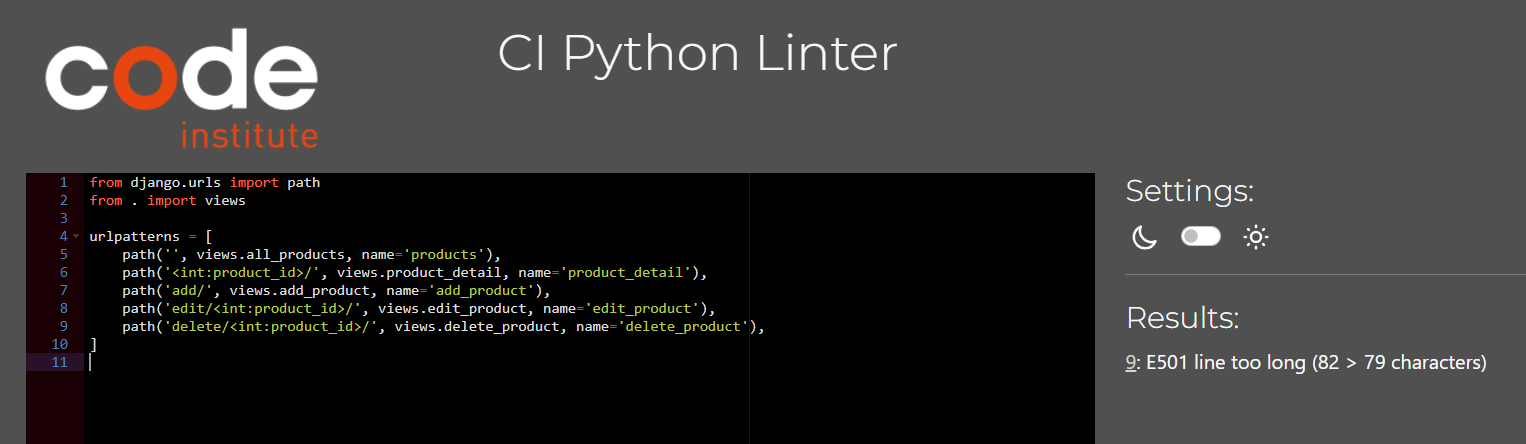 code
institute
CI Python Linter
1 from django.urls import path
2 from . import views
3
4 urlpatterns = [
5     path('', views.all_products, name='products'),
6     path('<int:product_id>/', views.product_detail, name='product_detail'),
7     path('add/', views.add_product, name='add_product'),
8     path('edit/<int:product_id>/', views.edit_product, name='edit_product'),
9     path('delete/<int:product_id>/', views.delete_product, name='delete_product'),
10 ]
11
Settings:
Results:
9: E501 line too long (82 > 79 characters)